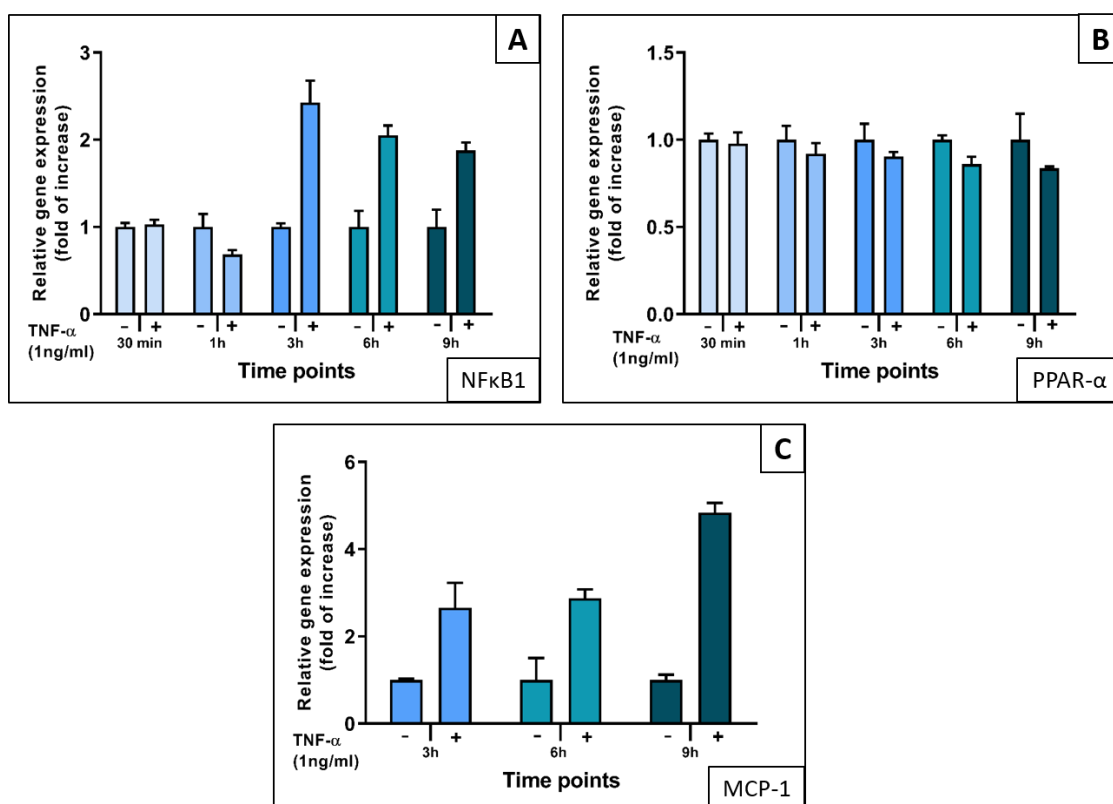 A
Relative gene expression
(fold of increase)
3
2
1
0
TNF-α
(1ng/ml)
- + - + - + - + - +
30 min 1h 3h 6h 9h
Time points
NFκB1
B
Relative gene expression
(fold of increase)
1.5
1.0
0.5
0.0
TNF-α
(1ng/ml)
- + - + - + - + - +
30 min 1h 3h 6h 9h
Time points
PPAR-α
C
Relative gene expression
(fold of increase)
6
4
2
0
TNF-α
(1ng/ml)
- + - + - +
3h 6h 9h
Time points
MCP-1